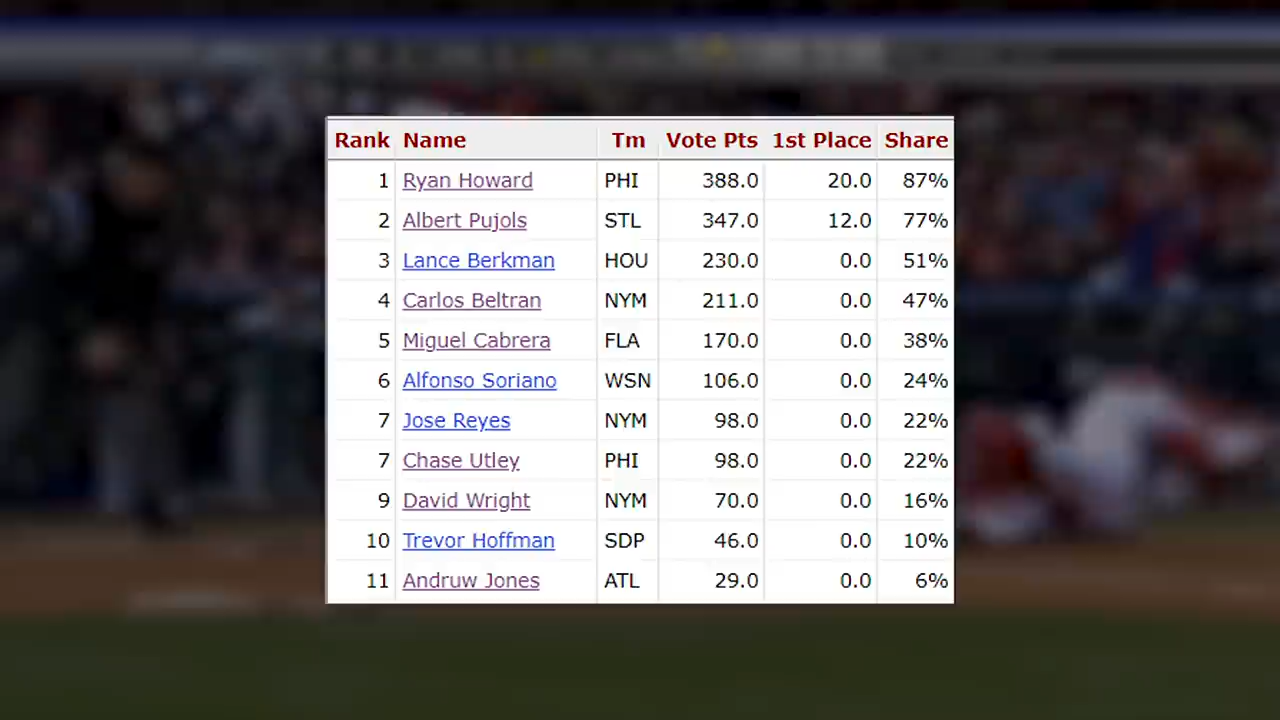 Rank Name Tm Vote Pts 1st Place Share
1 Ryan Howard PHI 388.0 20.0 87%
2 Albert Pujols STL 347.0 12.0 77%
3 Lance Berkman HOU 230.0 0.0 51%
4 Carlos Beltran NYM 211.0 0.0 47%
5 Miguel Cabrera FLA 170.0 0.0 38%
6 Alfonso Soriano WSN 106.0 0.0 24%
7 Jose Reyes NYM 98.0 0.0 22%
7 Chase Utley PHI 98.0 0.0 22%
9 David Wright NYM 70.0 0.0 16%
10 Trevor Hoffman SDP 46.0 0.0 10%
11 Andruw Jones ATL 29.0 0.0 6%